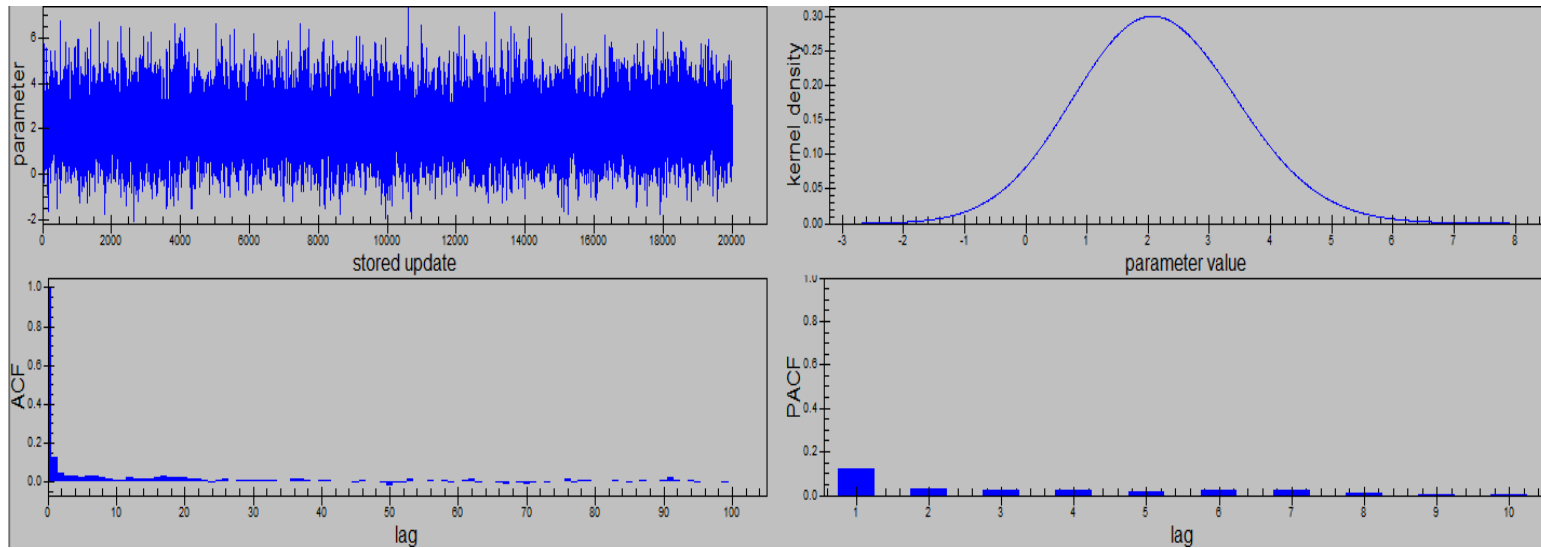 parameter
6
4
2
0
-2
0 2000 4000 6000 8000 10000 12000 14000 16000 18000 20000
stored update
kernel density
0.30
0.25
0.20
0.15
0.10
0.05
0.00
-3 -2 -1 0 1 2 3 4 5 6 7 8
parameter value
ACF
1.0
0.8
0.6
0.4
0.2
0.0
0 10 20 30 40 50 60 70 80 90 100
lag
PACF
1.0
0.8
0.6
0.4
0.2
0.0
1 2 3 4 5 6 7 8 9 10
lag